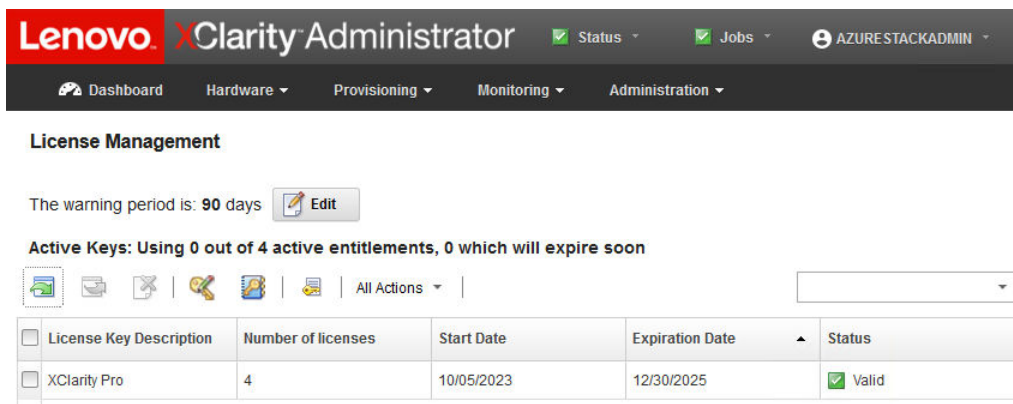 Lenovo. XClarity Administrator Status Jobs AZURESTACKADMIN
Dashboard Hardware Provisioning Monitoring Administration
License Management
The warning period is: 90 days Edit
Active Keys: Using 0 out of 4 active entitlements, 0 which will expire soon
All Actions
License Key Description Number of licenses Start Date Expiration Date Status
XClarity Pro 4 10/05/2023 12/30/2025 Valid